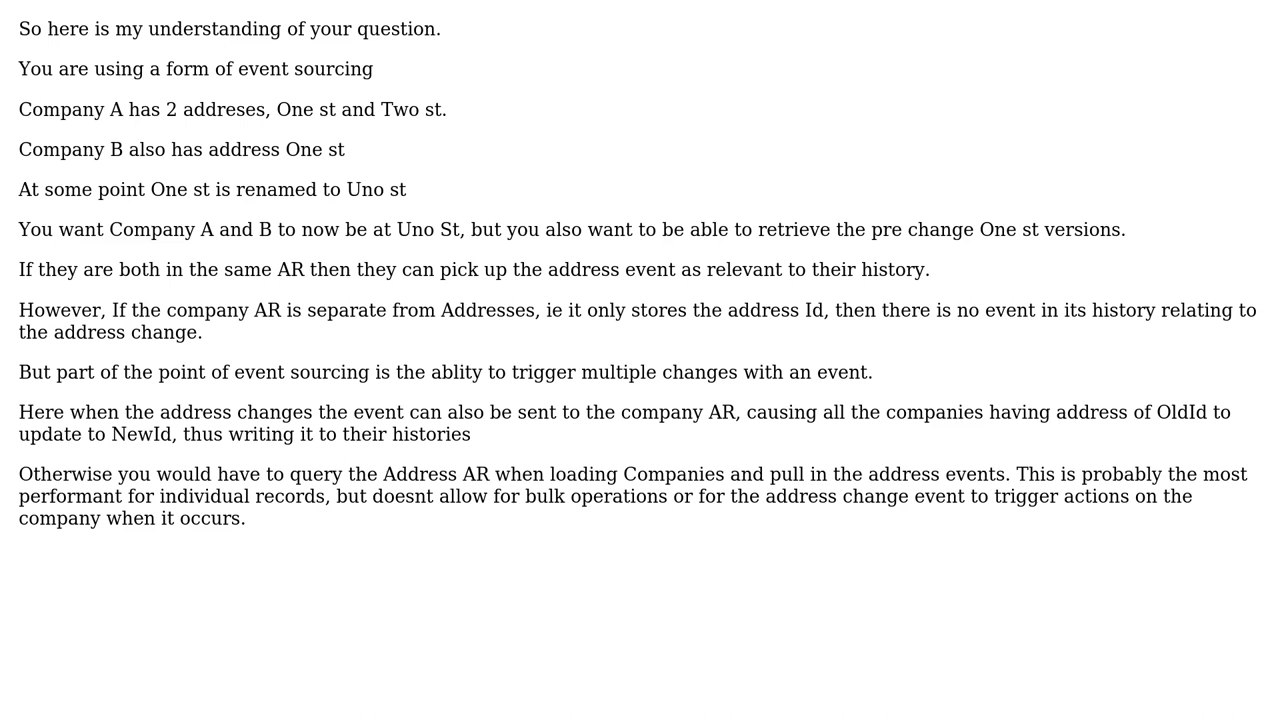 So here is my understanding of your question.
You are using a form of event sourcing
Company A has 2 addreses, One st and Two st.
Company B also has address One st
At some point One st is renamed to Uno st
You want Company A and B to now be at Uno St, but you also want to be able to retrieve the pre change One st versions.
If they are both in the same AR then they can pick up the address event as relevant to their history.
However, If the company AR is separate from Addresses, ie it only stores the address Id, then there is no event in its history relating to
the address change.
But part of the point of event sourcing is the ablity to trigger multiple changes with an event.
Here when the address changes the event can also be sent to the company AR, causing all the companies having address of OldId to
update to NewId, thus writing it to their histories
Otherwise you would have to query the Address AR when loading Companies and pull in the address events. This is probably the most
performant for individual records, but doesnt allow for bulk operations or for the address change event to trigger actions on the
company when it occurs.